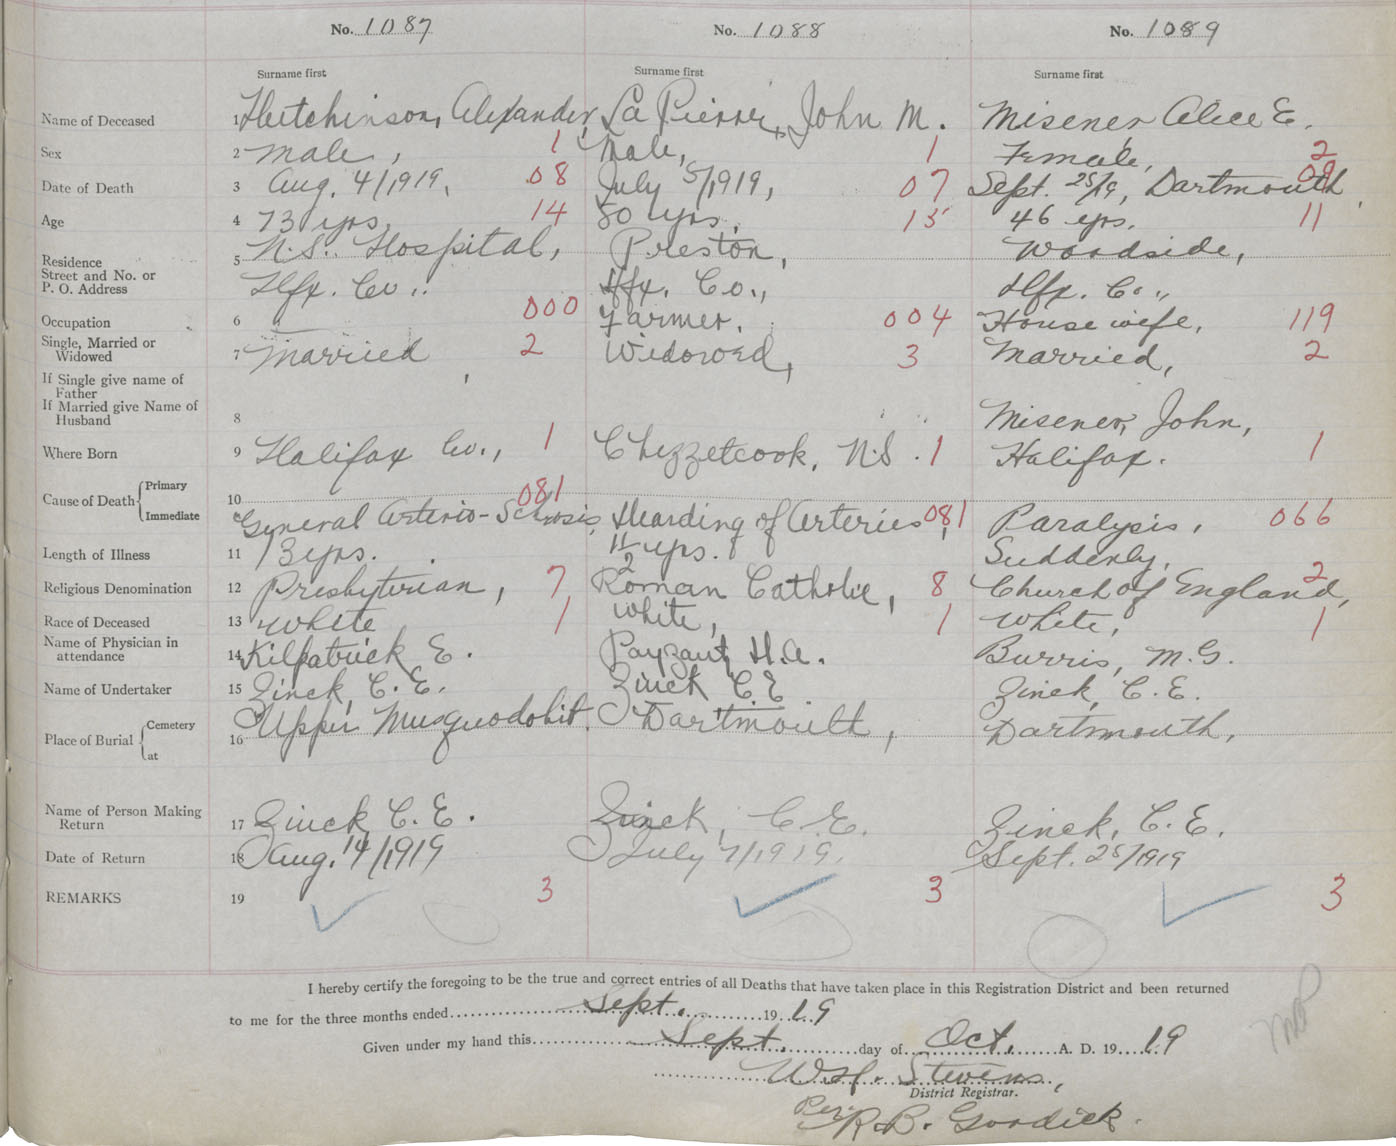 No. 1087 No. 1088 No. 1089
Surname first Surname first Surname first
Name of Deceased 1 Hutchinson, Alexander, La Pierre, John M. Misener Alice E.
Sex 2 Male, 1 Male, 1 Female, 2
Date of Death 3 Aug. 4/1919, 08 July 5/1919, 07 Sept. 25/19, Dartmouth 09
Age 4 73 yrs. 14 80 yrs. 15 46 yrs. 11
Residence 5 N.S. Hospital, Preston, Woodside,
Street and No. or
P. O. Address Hfx. Co., Hfx. Co., Hfx. Co.,
Occupation 6 000 Farmer. 004 Housewife, 119
Single, Married or
Widowed 7 Married 2 Widowed, 3 Married, 2
If Single give name of
Father
If Married give Name of
Husband 8 Misener, John,
Where Born 9 Halifax Co., 1 Chezzetcook, N.S. 1 Halifax. 1
Cause of Death Primary 10 081
Immediate General Arterio-Sclrosis, Hearding of Arteries, 081 Paralysis, 066
Length of Illness 11 13 yrs. 1 1/2 yrs. Suddenly,
Religious Denomination 12 Presbyterian, 7 Roman Catholic, 8 Church of England, 2
Race of Deceased 13 White 1 White, 1 White, 1
Name of Physician in
attendance 14 Kilpatrick E. Payzant, H.A. Burris, M.G.
Name of Undertaker 15 Zinck, C.E. Zinck C.E Zinck, C.E.
Place of Burial Cemetery Upper Musquodobit. Dartmouth, Dartmouth,
at 16
Name of Person Making
Return 17 Zinck C.E. Zinck, C.E. Zinck, C.E.
Date of Return 18 Aug. 14/1919 July 7/1919. Sept. 25/1919
REMARKS 19 3 3 3
I hereby certify the foregoing to be the true and correct entries of all Deaths that have taken place in this Registration District and been returned
to me for the three months ended Sept. 19 19
Given under my hand this Sept. day of Oct. A. D. 19 19
W.H. Stevens,
District Registrar.
Per R.B. Goodick.